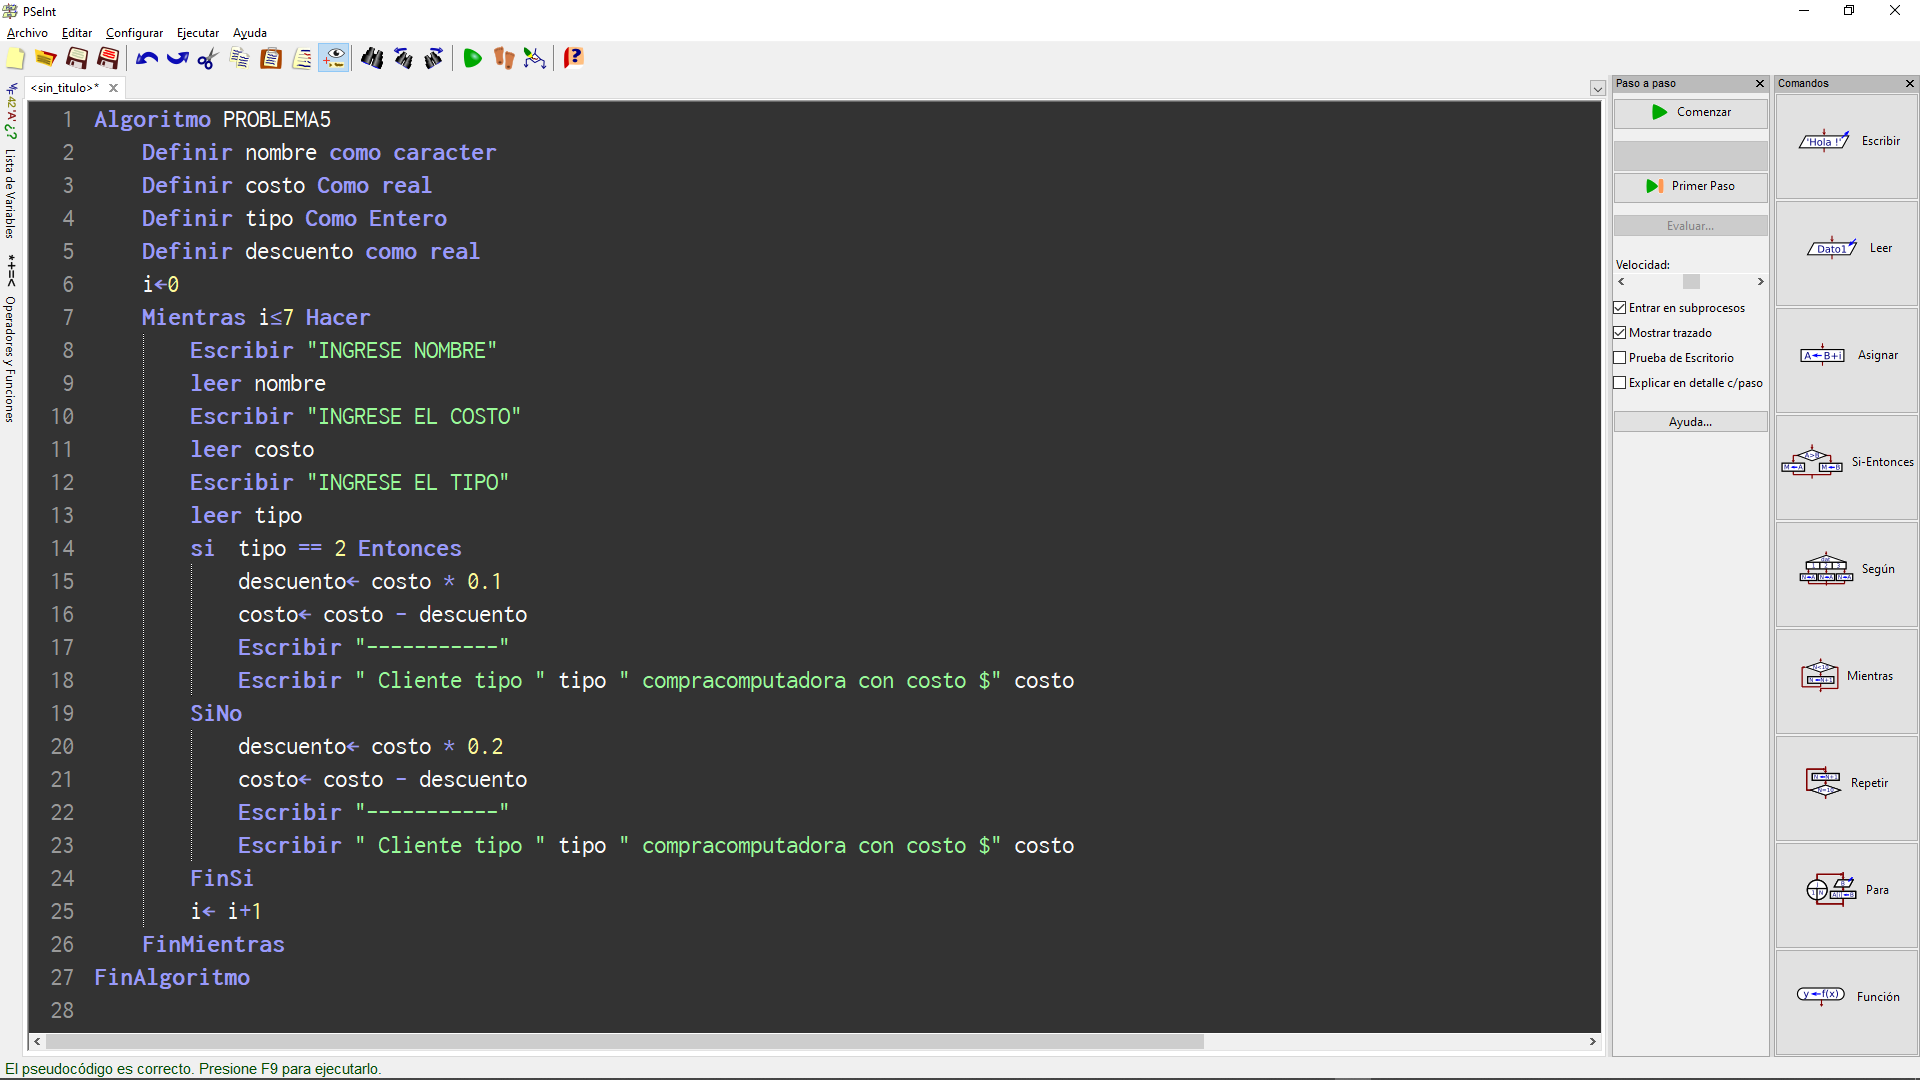 PSeInt
Archivo Editar Configurar Ejecutar Ayuda
<sin_titulo>*
Lista de Variables
Operadores y Funciones
1 Algoritmo PROBLEMA5
2 Definir nombre como caracter
3 Definir costo Como real
4 Definir tipo Como Entero
5 Definir descuento como real
6 i←0
7 Mientras i≤7 Hacer
8 Escribir "INGRESE NOMBRE"
9 leer nombre
10 Escribir "INGRESE EL COSTO"
11 leer costo
12 Escribir "INGRESE EL TIPO"
13 leer tipo
14 si  tipo == 2 Entonces
15 descuento← costo * 0.1
16 costo← costo - descuento
17 Escribir "-----------"
18 Escribir " Cliente tipo " tipo " compracomputadora con costo $" costo
19 SiNo
20 descuento← costo * 0.2
21 costo← costo - descuento
22 Escribir "-----------"
23 Escribir " Cliente tipo " tipo " compracomputadora con costo $" costo
24 FinSi
25 i← i+1
26 FinMientras
27 FinAlgoritmo
28
Paso a paso
Comenzar
Primer Paso
Evaluar...
Velocidad:
Entrar en subprocesos
Mostrar trazado
Prueba de Escritorio
Explicar en detalle c/paso
Ayuda...
Comandos
'Hola !' Escribir
Dato1 Leer
A←B+i Asignar
Si-Entonces
Según
Mientras
Repetir
Para
y←f(x) Función
El pseudocódigo es correcto. Presione F9 para ejecutarlo.